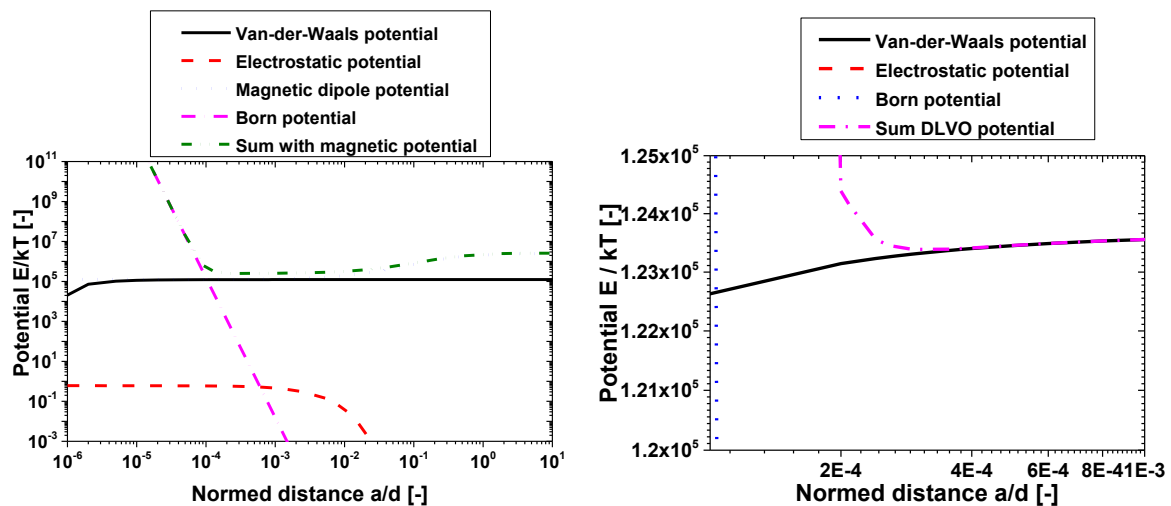 Van-der-Waals potential
Electrostatic potential
Magnetic dipole potential
Born potential
Sum with magnetic potential
10^11
10^9
10^7
10^5
10^3
10^1
10^-1
10^-3
Potential E/kT [-]
10^-6 10^-5 10^-4 10^-3 10^-2 10^-1 10^0 10^1
Normed distance a/d [-]
Van-der-Waals potential
Electrostatic potential
Born potential
Sum DLVO potential
1.25x10^5
1.24x10^5
1.23x10^5
1.22x10^5
1.21x10^5
1.20x10^5
Potential E / kT [-]
2E-4 4E-4 6E-4 8E-41E-3
Normed distance a/d [-]